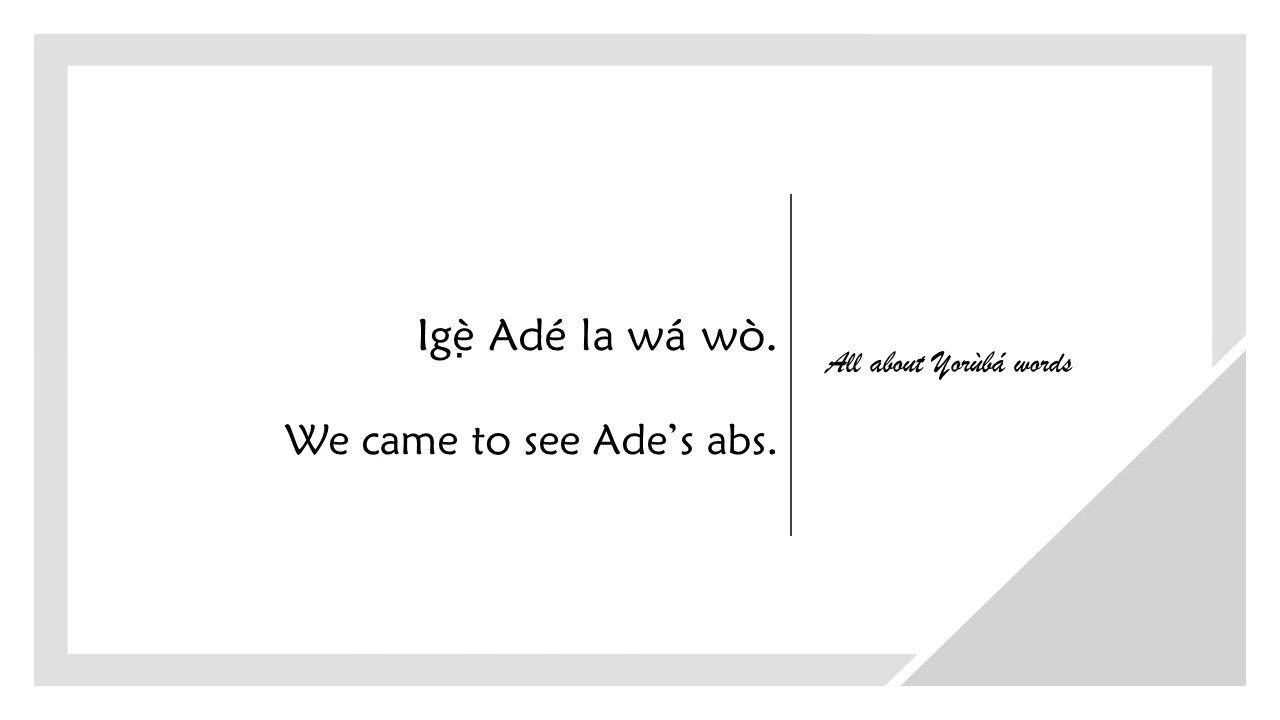 Igẹ̀ Adé la wá wò.
We came to see Ade’s abs.
All about Yorùbá words